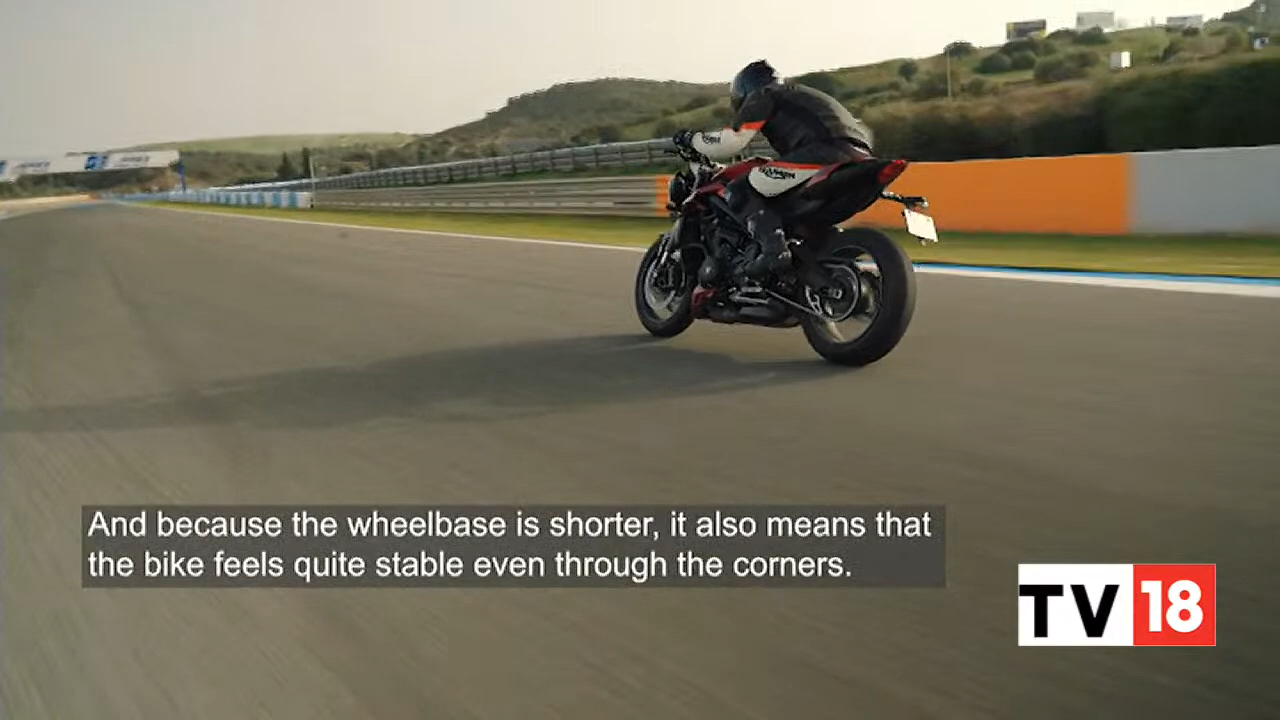 And because the wheelbase is shorter, it also means that
the bike feels quite stable even through the corners.
TV18